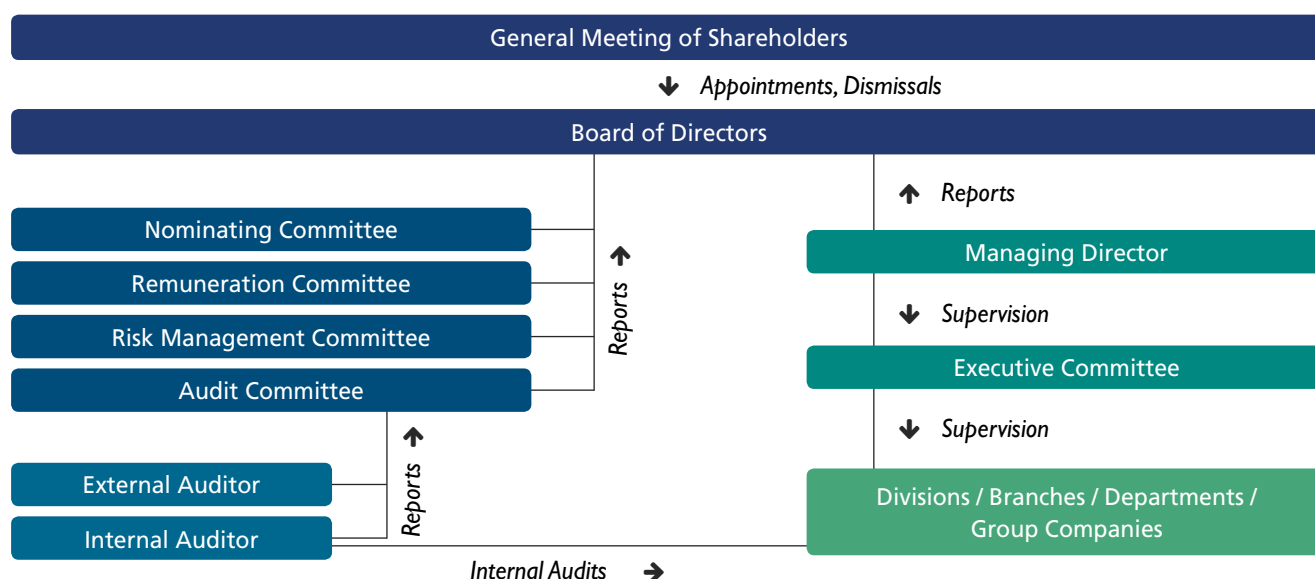 General Meeting of Shareholders
Appointments, Dismissals
Board of Directors
Reports
Nominating Committee
Managing Director
Remuneration Committee
Reports
Supervision
Risk Management Committee
Executive Committee
Audit Committee
Supervision
Reports
External Auditor
Divisions / Branches / Departments /
Group Companies
Internal Auditor
Internal Audits